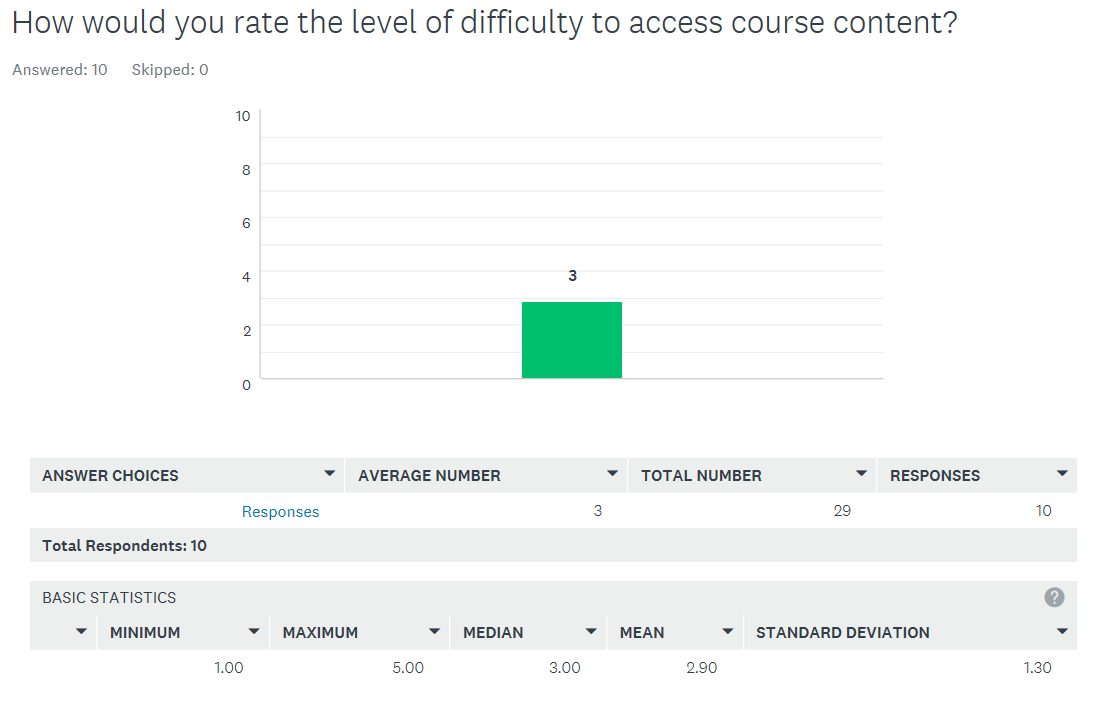 How would you rate the level of difficulty to access course content?
Answered: 10 Skipped: 0
10
8
6
4
2
0
3
ANSWER CHOICES AVERAGE NUMBER TOTAL NUMBER RESPONSES
Responses 3 29 10
Total Respondents: 10
BASIC STATISTICS ?
MINIMUM MAXIMUM MEDIAN MEAN STANDARD DEVIATION
1.00 5.00 3.00 2.90 1.30